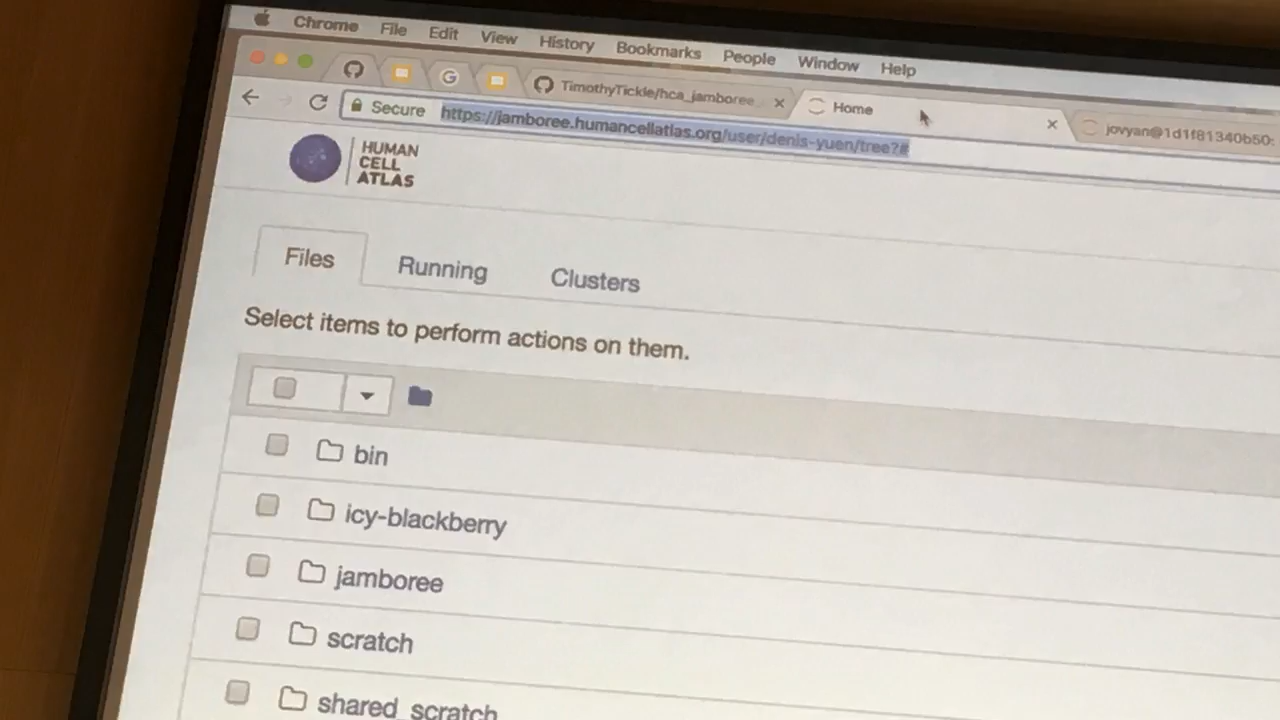 Chrome File Edit View History Bookmarks People Window Help
TimothyTickle/hca_jamboree
Home
jovyan@1d1f81340b50:
Secure https://jamboree.humancellatlas.org/user/denis-yuen/tree?#
HUMAN
CELL
ATLAS
Files Running Clusters
Select items to perform actions on them.
bin
icy-blackberry
jamboree
scratch
shared_scratch